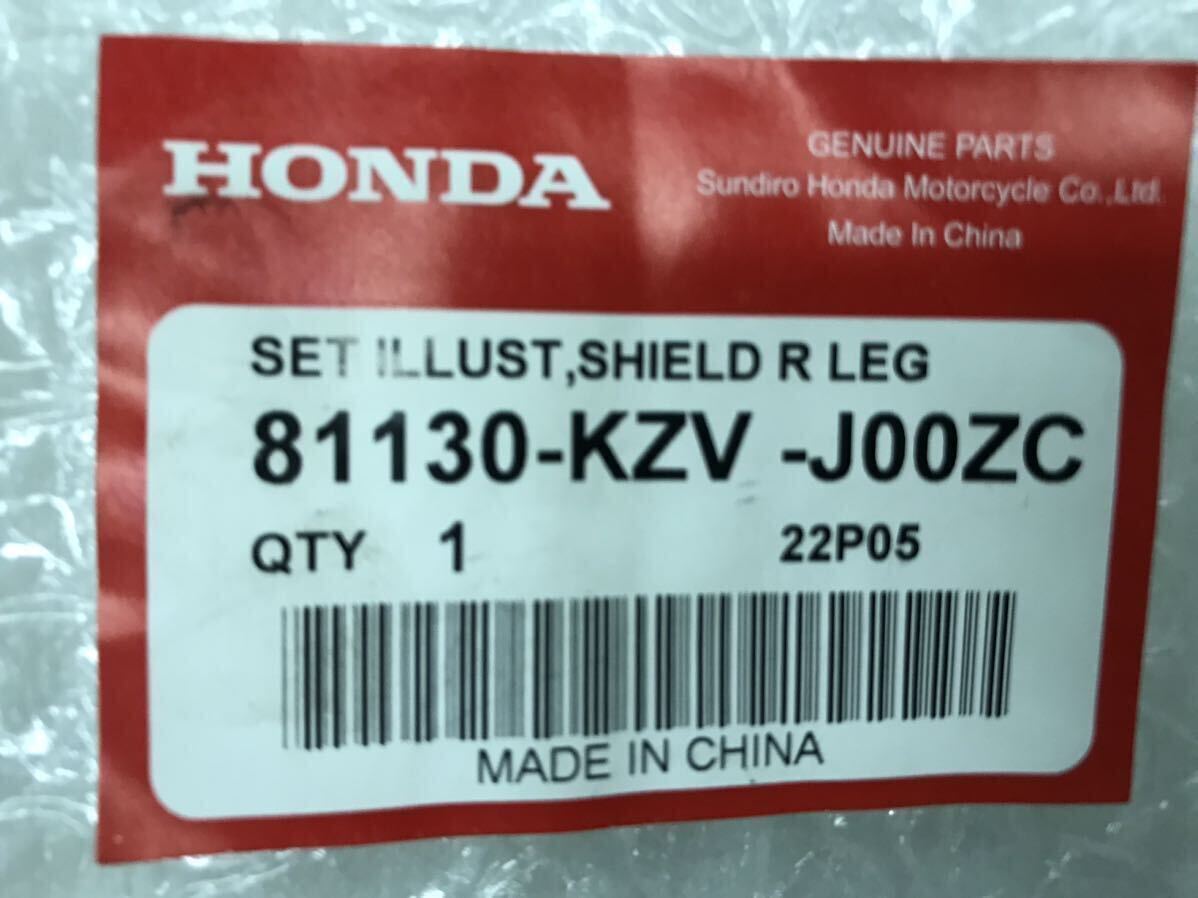 HONDA
GENUINE PARTS
Sundiro Honda Motorcycle Co.,Ltd.
Made In China
SET ILLUST,SHIELD R LEG
81130-KZV -J00ZC
QTY 1 22P05
MADE IN CHINA